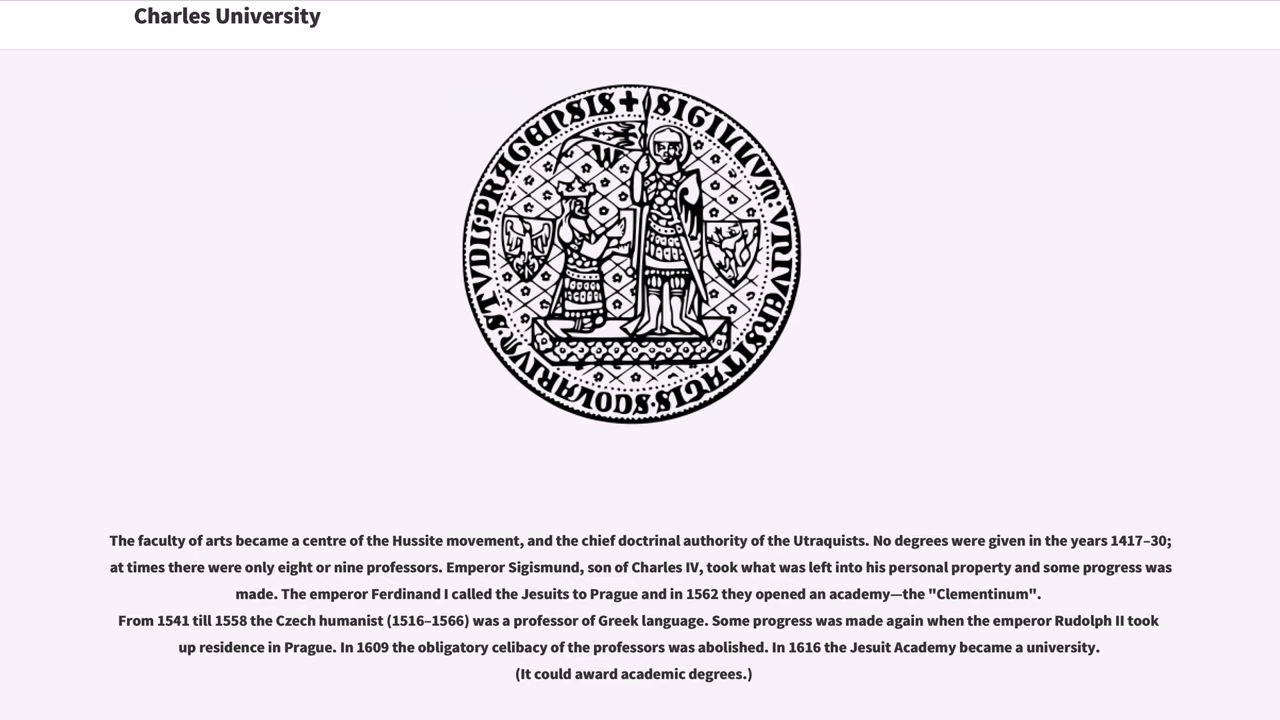 Charles University
+ SIGILLVM · VNIVERSITATIS · SCOLARIVM · STVDII · PRAGENSIS
The faculty of arts became a centre of the Hussite movement, and the chief doctrinal authority of the Utraquists. No degrees were given in the years 1417–30;
at times there were only eight or nine professors. Emperor Sigismund, son of Charles IV, took what was left into his personal property and some progress was
made. The emperor Ferdinand I called the Jesuits to Prague and in 1562 they opened an academy—the "Clementinum".
From 1541 till 1558 the Czech humanist (1516–1566) was a professor of Greek language. Some progress was made again when the emperor Rudolph II took
up residence in Prague. In 1609 the obligatory celibacy of the professors was abolished. In 1616 the Jesuit Academy became a university.
(It could award academic degrees.)